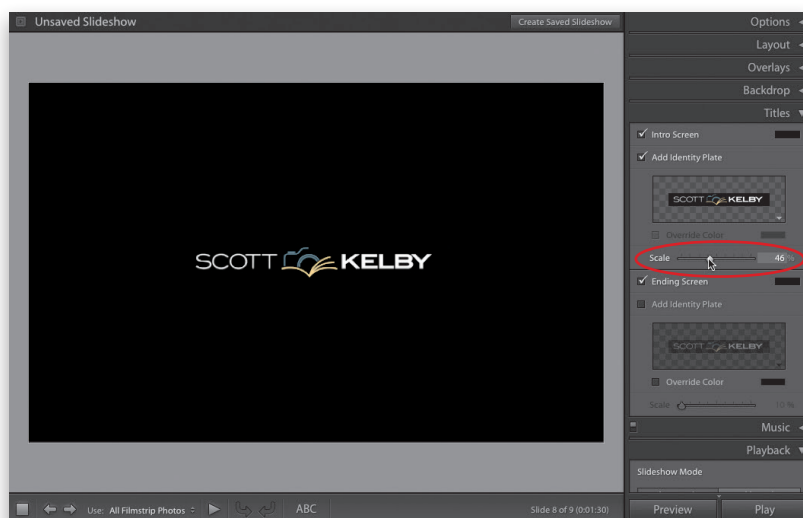 Unsaved Slideshow
Create Saved Slideshow
SCOTT KELBY
Options
Layout
Overlays
Backdrop
Titles
Intro Screen
Add Identity Plate
SCOTT KELBY
Override Color
Scale 46 %
Ending Screen
Add Identity Plate
SCOTT KELBY
Override Color
Scale 10 %
Music
Playback
Slideshow Mode
Use: All Filmstrip Photos
ABC
Slide 8 of 9 (0:01:30)
Preview
Play